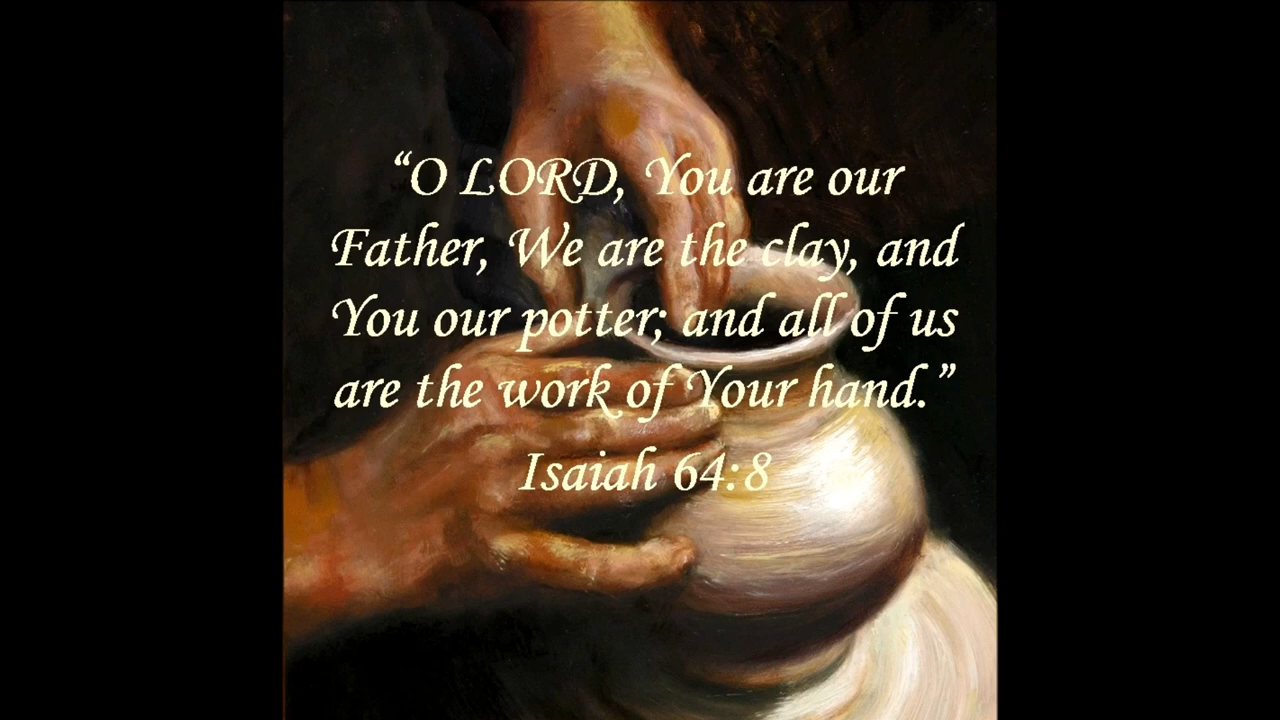 “O LORD, You are our
Father, We are the clay, and
You our potter; and all of us
are the work of Your hand.”
Isaiah 64:8